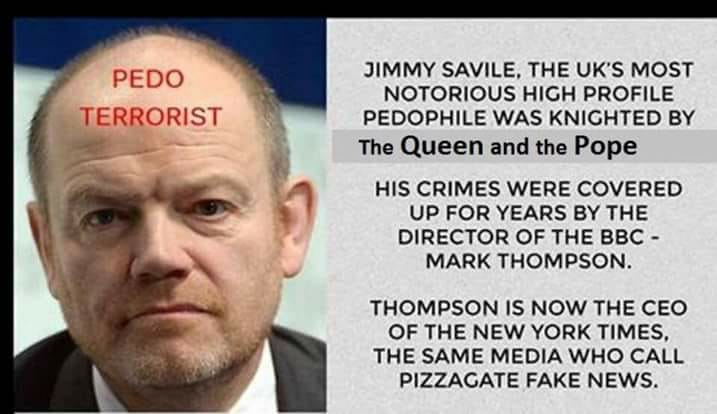 PEDO
TERRORIST
JIMMY SAVILE, THE UK'S MOST
NOTORIOUS HIGH PROFILE
PEDOPHILE WAS KNIGHTED BY
The Queen and the Pope
HIS CRIMES WERE COVERED
UP FOR YEARS BY THE
DIRECTOR OF THE BBC -
MARK THOMPSON.
THOMPSON IS NOW THE CEO
OF THE NEW YORK TIMES,
THE SAME MEDIA WHO CALL
PIZZAGATE FAKE NEWS.